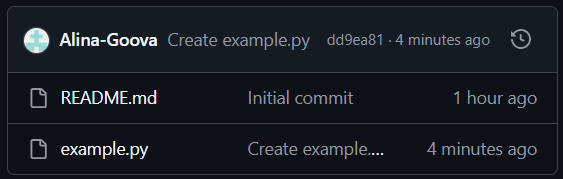 Alina-Goova Create example.py dd9ea81 · 4 minutes ago
README.md Initial commit 1 hour ago
example.py Create example.... 4 minutes ago